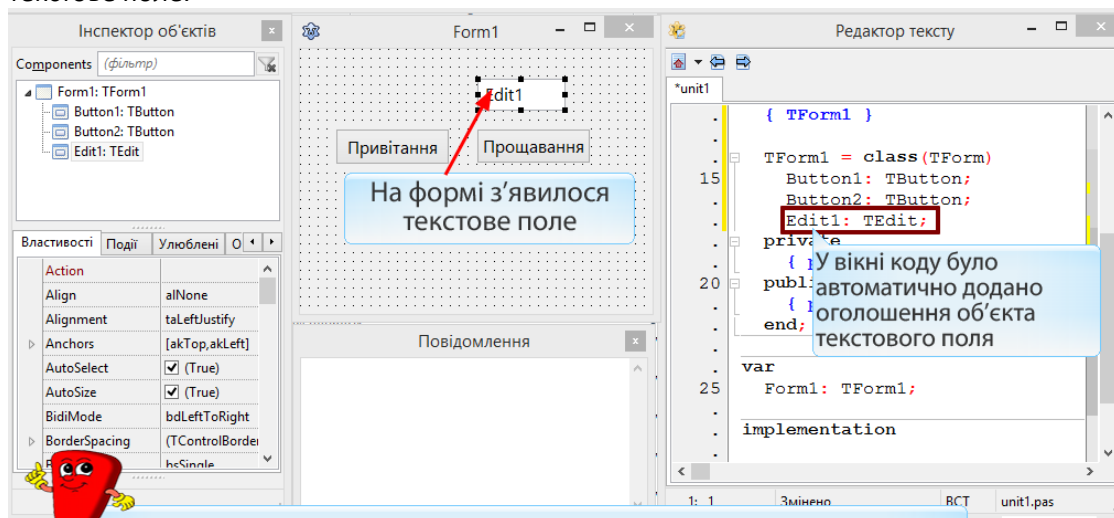 текстове поле.
Інспектор об'єктів
Components (фільтр)
Form1: TForm1
Button1: TButton
Button2: TButton
Edit1: TEdit
Властивості Події Улюблені О
Action
Align alNone
Alignment taLeftJustify
Anchors [akTop,akLeft]
AutoSelect (True)
AutoSize (True)
BidiMode bdLeftToRight
BorderSpacing (TControlBorder
bsSingle
Form1
Edit1
Привітання Прощавання
На формі з'явилося
текстове поле
Повідомлення
Редактор тексту
*unit1
{ TForm1 }
TForm1 = class(TForm)
15 Button1: TButton;
Button2: TButton;
Edit1: TEdit;
private
{
20 publi
{
end;
У вікні коду було
автоматично додано
оголошення об'єкта
текстового поля
var
25 Form1: TForm1;
implementation
1: 1 Змінено ВСТ unit1.pas